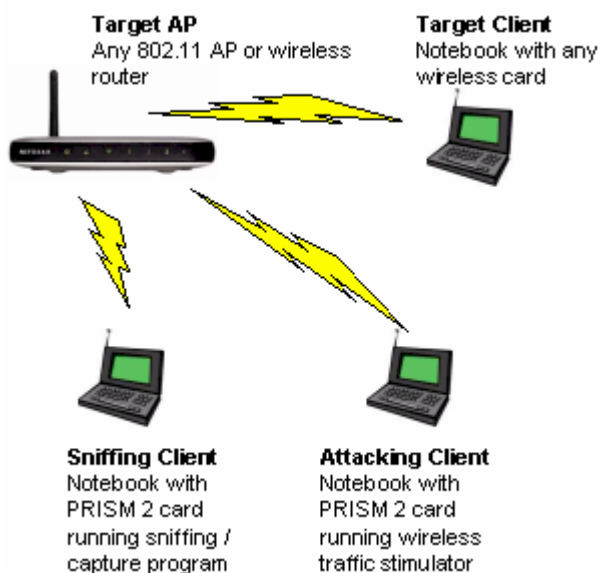 Target AP
Any 802.11 AP or wireless
router
Target Client
Notebook with any
wireless card
NETGEAR
Sniffing Client
Notebook with
PRISM 2 card
running sniffing /
capture program
Attacking Client
Notebook with
PRISM 2 card
running wireless
traffic stimulator